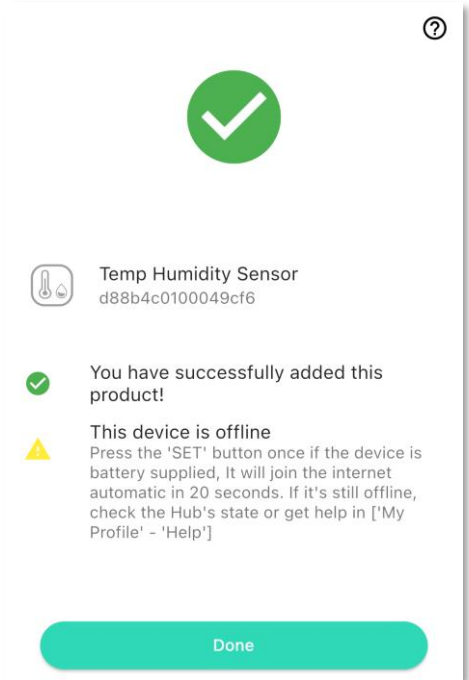 Temp Humidity Sensor
d88b4c0100049cf6
You have successfully added this
product!
This device is offline
Press the 'SET' button once if the device is
battery supplied, It will join the internet
automatic in 20 seconds. If it's still offline,
check the Hub's state or get help in ['My
Profile' - 'Help']
Done